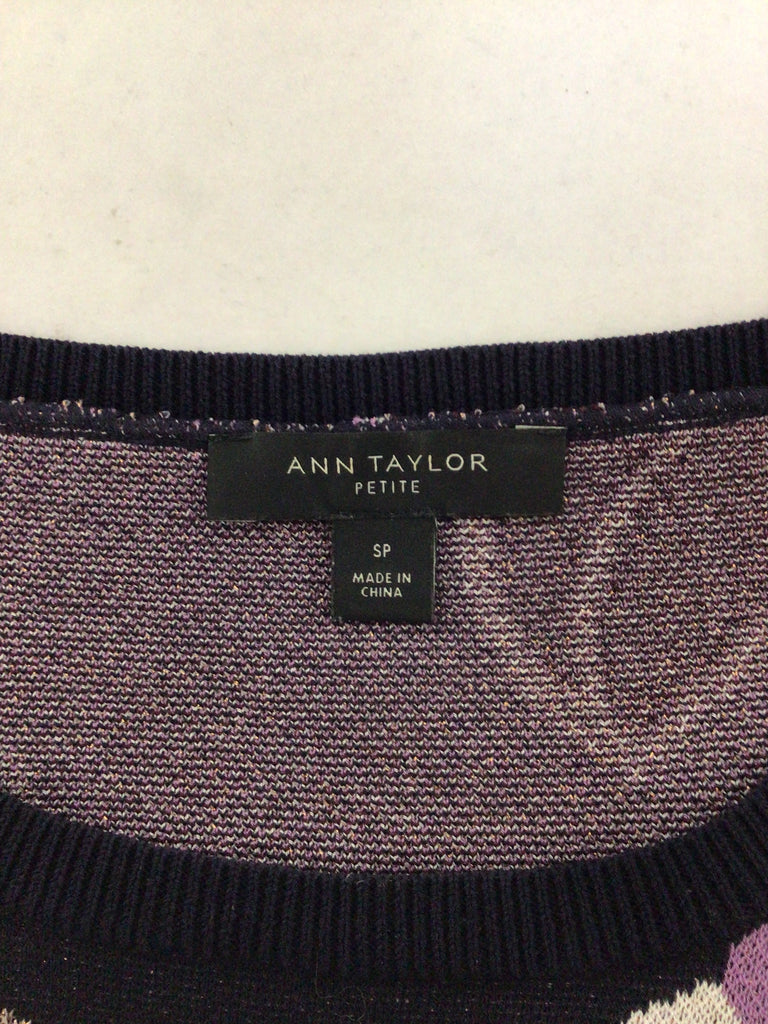 ANN TAYLOR
PETITE
SP
MADE IN
CHINA